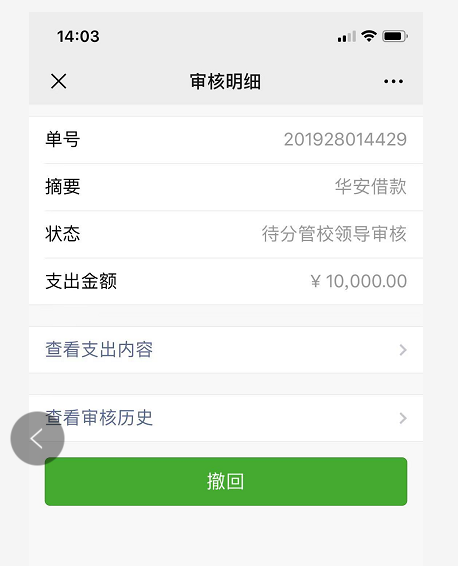 14:03
审核明细
单号 201928014429
摘要 华安借款
状态 待分管校领导审核
支出金额 ¥10,000.00
查看支出内容
查看审核历史
撤回